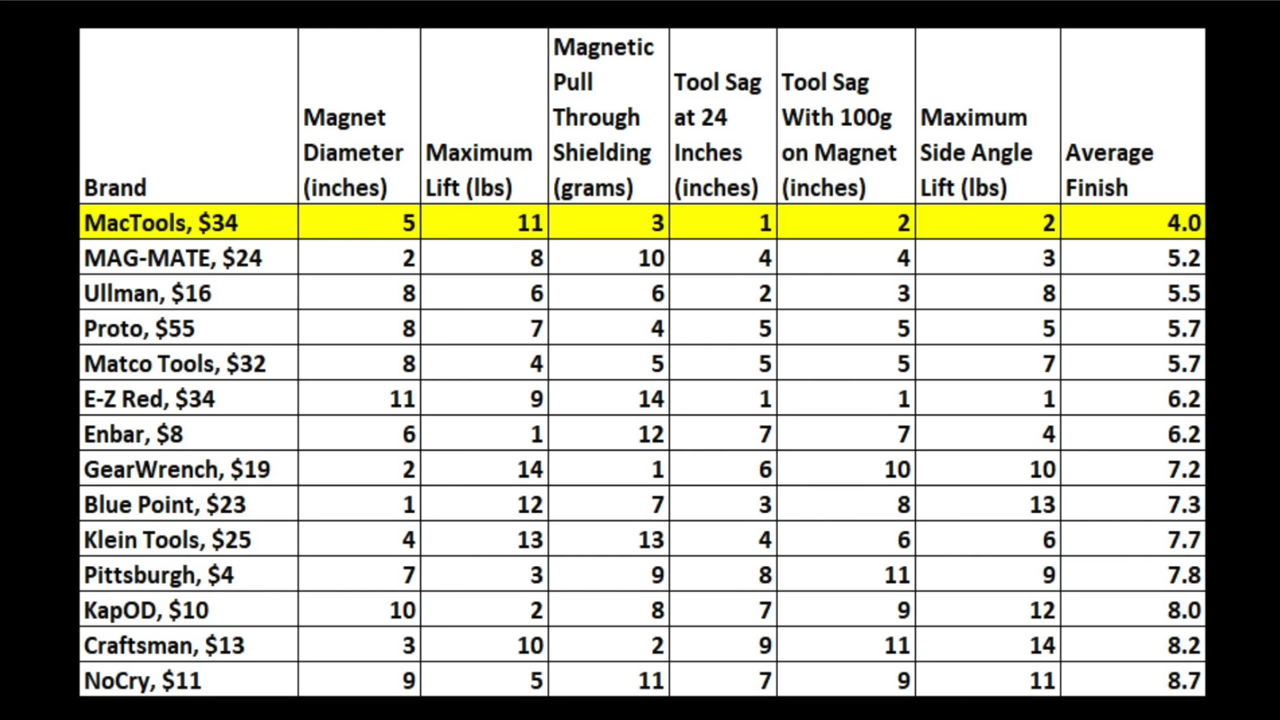 Brand | Magnet Diameter (inches) | Maximum Lift (lbs) | Magnetic Pull Through Shielding (grams) | Tool Sag at 24 Inches (inches) | Tool Sag With 100g on Magnet (inches) | Maximum Side Angle Lift (lbs) | Average Finish
MacTools, $34 5 11 3 1 2 2 4.0
MAG-MATE, $24 2 8 10 4 4 3 5.2
Ullman, $16 8 6 6 2 3 8 5.5
Proto, $55 8 7 4 5 5 5 5.7
Matco Tools, $32 8 4 5 5 5 7 5.7
E-Z Red, $34 11 9 14 1 1 1 6.2
Enbar, $8 6 1 12 7 7 4 6.2
GearWrench, $19 2 14 1 6 10 10 7.2
Blue Point, $23 1 12 7 3 8 13 7.3
Klein Tools, $25 4 13 13 4 6 6 7.7
Pittsburgh, $4 7 3 9 8 11 9 7.8
KapOD, $10 10 2 8 7 9 12 8.0
Craftsman, $13 3 10 2 9 11 14 8.2
NoCry, $11 9 5 11 7 9 11 8.7